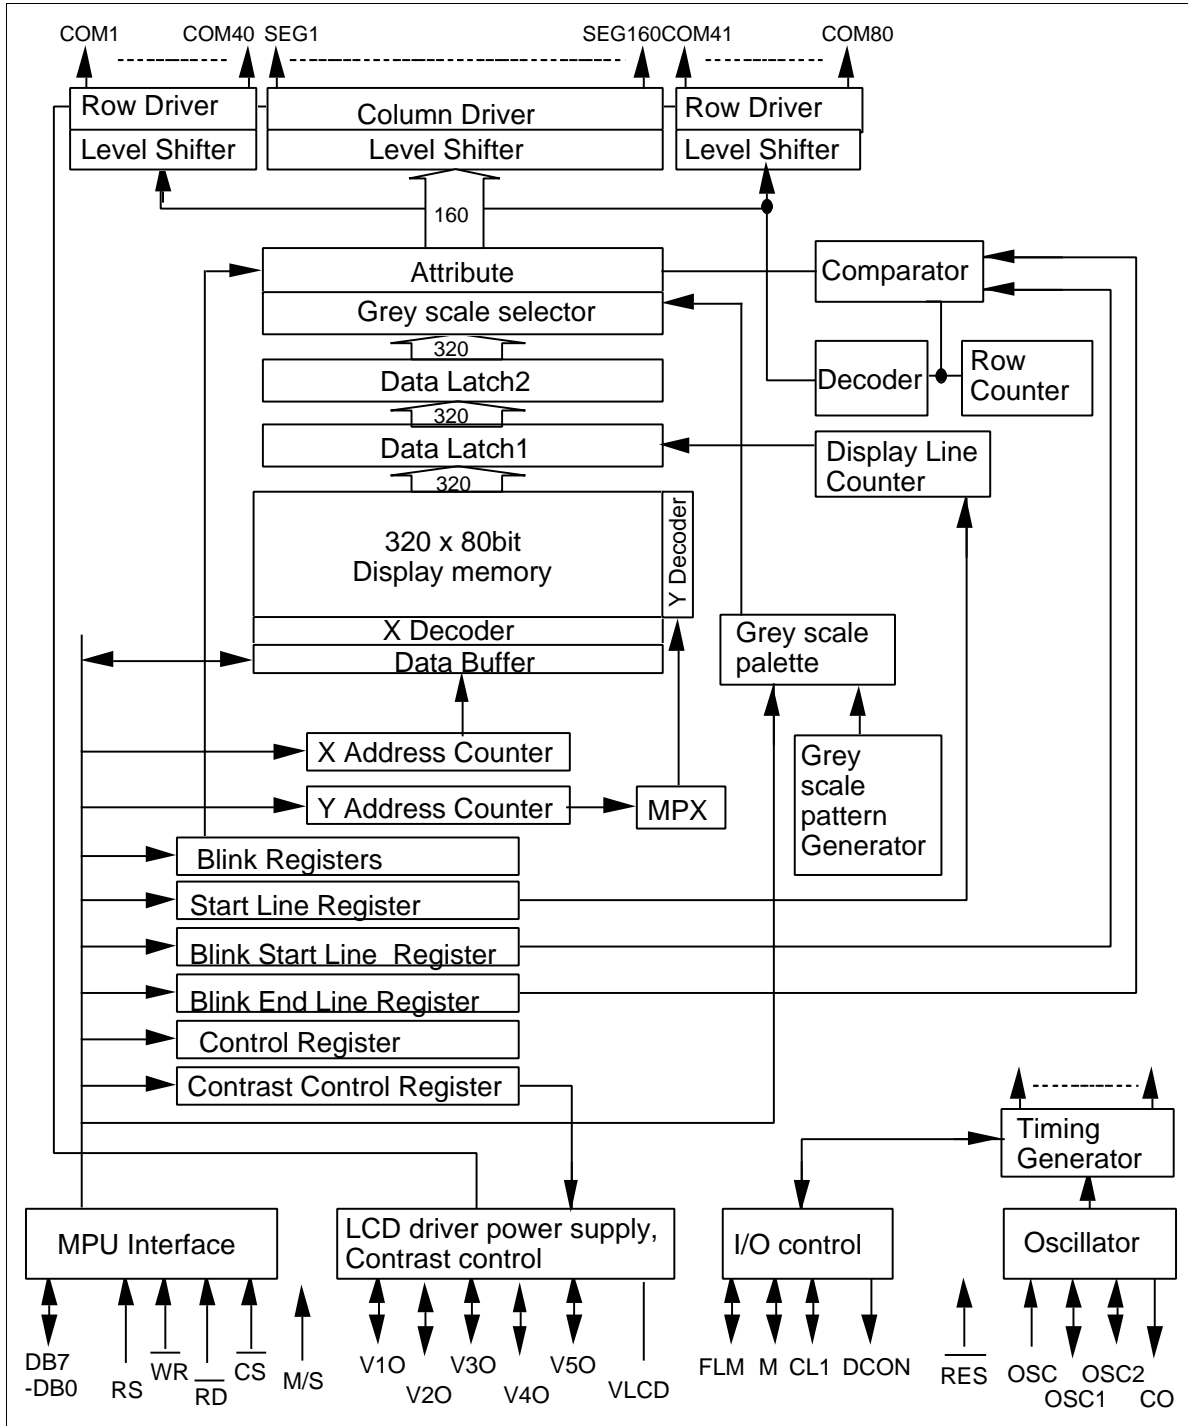 COM1 COM40 SEG1 SEG160COM41 COM80
Row Driver
Column Driver
Row Driver
Level Shifter
Level Shifter
Level Shifter
160
Attribute
Comparator
Grey scale selector
320
Data Latch2
Decoder
Row
Counter
320
Data Latch1
Display Line
Counter
320
320 x 80bit
Display memory
Y Decoder
X Decoder
Data Buffer
Grey scale
palette
X Address Counter
Y Address Counter
MPX
Grey
scale
pattern
Generator
Blink Registers
Start Line Register
Blink Start Line Register
Blink End Line Register
Control Register
Contrast Control Register
Timing
Generator
MPU Interface
LCD driver power supply,
Contrast control
I/O control
Oscillator
DB7
-DB0
RS
WR
RD
CS
M/S
V1O
V2O
V3O
V4O
V5O
VLCD
FLM
M
CL1
DCON
RES
OSC
OSC1
OSC2
CO